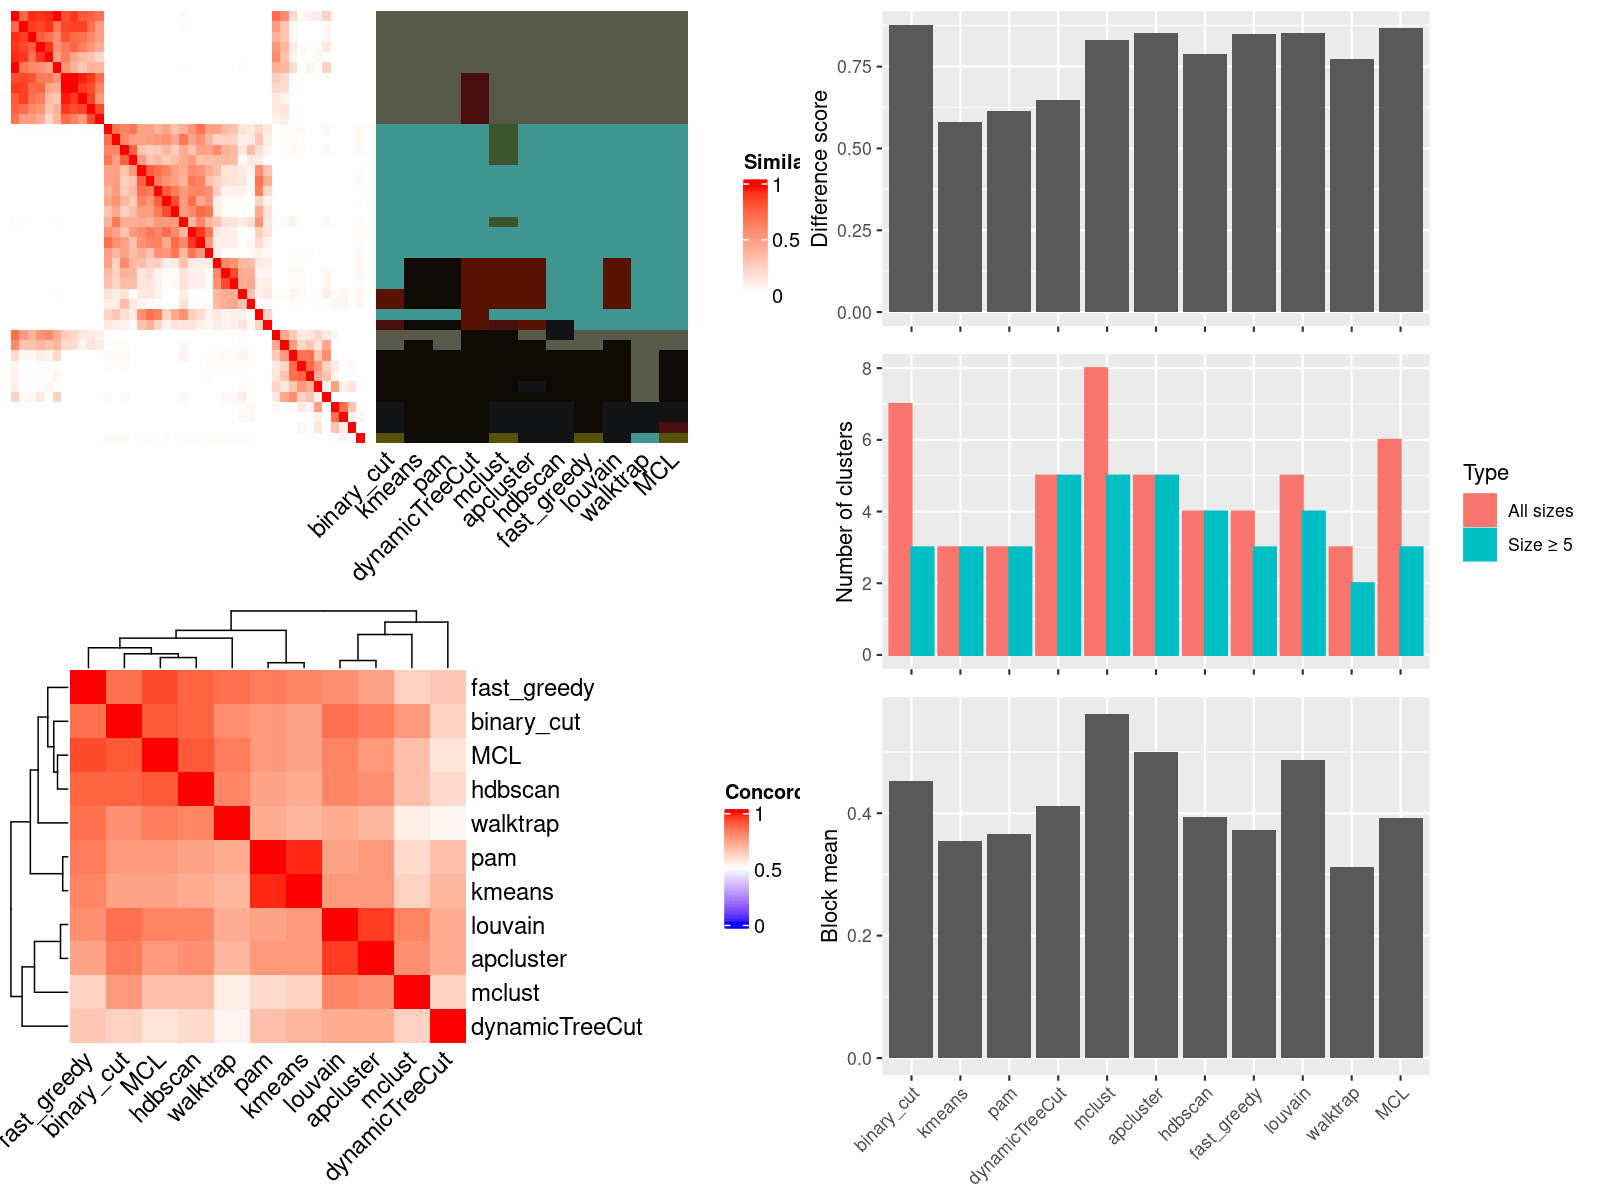 Simila
1
0.5
0
binary_cut
kmeans
pam
dynamicTreeCut
mclust
apcluster
hdbscan
fast_greedy
louvain
walktrap
MCL
Difference score
0.75
0.50
0.25
0.00
Number of clusters
8
6
4
2
0
Type
All sizes
Size ≥ 5
fast_greedy
binary_cut
MCL
hdbscan
walktrap
pam
kmeans
louvain
apcluster
mclust
dynamicTreeCut
fast_greedy
binary_cut
MCL
hdbscan
walktrap
pam
kmeans
louvain
apcluster
mclust
dynamicTreeCut
Concord
1
0.5
0
Block mean
0.4
0.2
0.0
binary_cut
kmeans
pam
dynamicTreeCut
mclust
apcluster
hdbscan
fast_greedy
louvain
walktrap
MCL